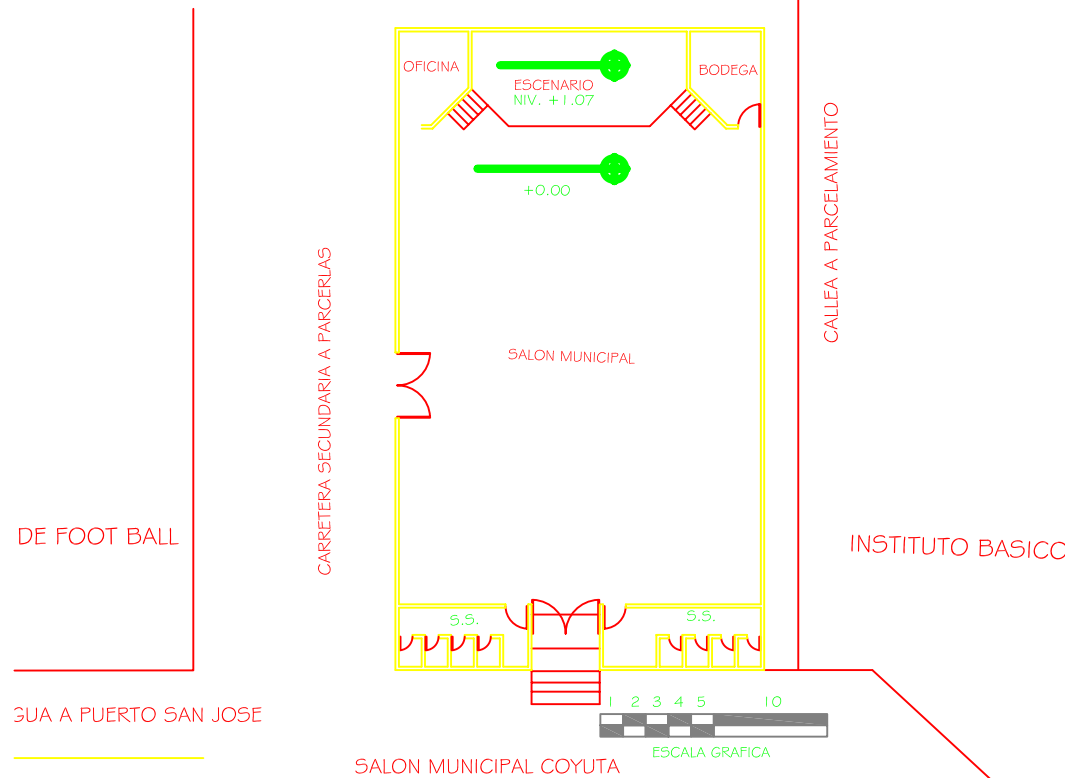 OFICINA
ESCENARIO
NIV. +1.07
BODEGA
+0.00
CALLEA A PARCELAMIENTO
CARRETERA SECUNDARIA A PARCERLAS
SALON MUNICIPAL
DE FOOT BALL
INSTITUTO BASICO
S.S.
S.S.
1 2 3 4 5 10
ESCALA GRAFICA
GUA A PUERTO SAN JOSE
SALON MUNICIPAL COYUTA